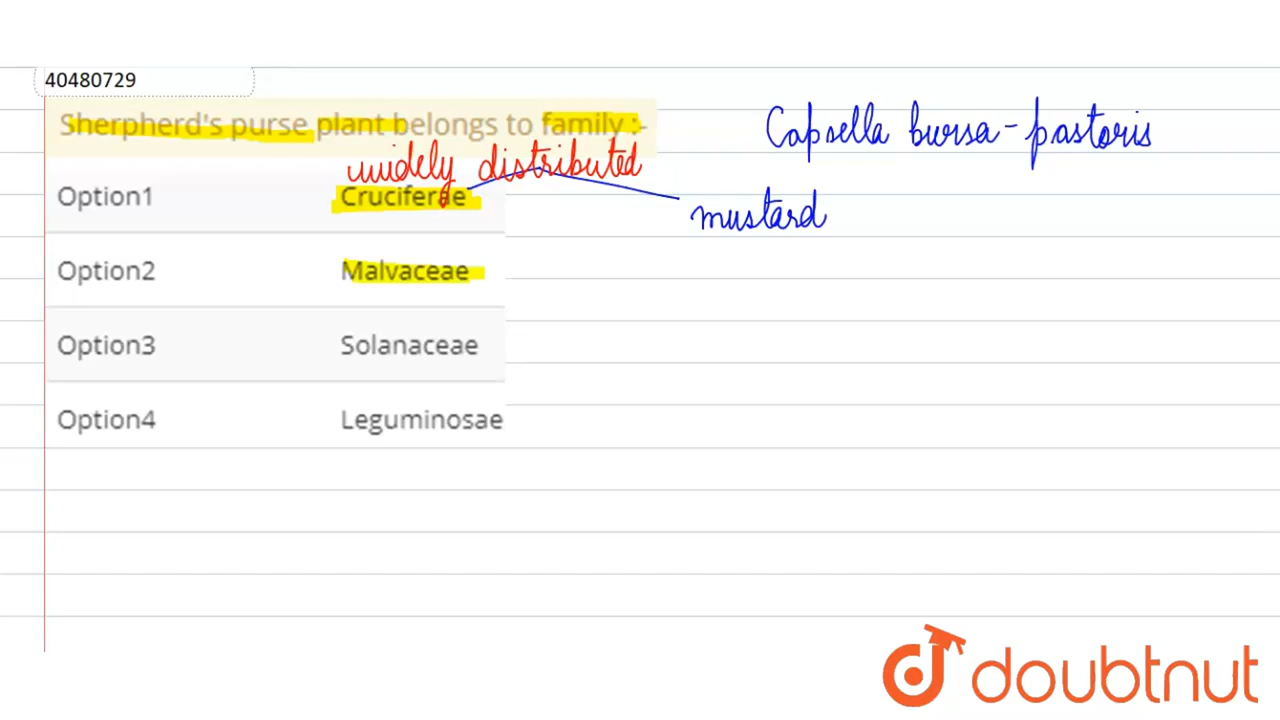 40480729
Sherpherd's purse plant belongs to family :-
Capsella bursa-pastoris
widely distributed
Option1 Cruciferae
mustard
Option2 Malvaceae
Option3 Solanaceae
Option4 Leguminosae
doubtnut